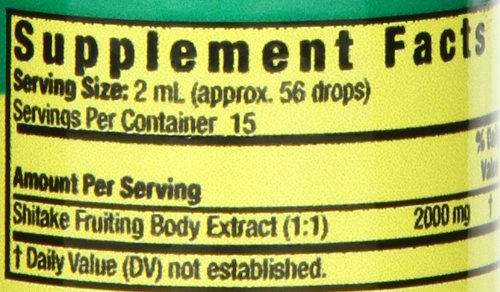 Supplement Facts
Serving Size: 2 mL (approx. 56 drops)
Servings Per Container 15
%
Amount Per Serving
Shitake Fruiting Body Extract (1:1) 2000 mg †
† Daily Value (DV) not established.